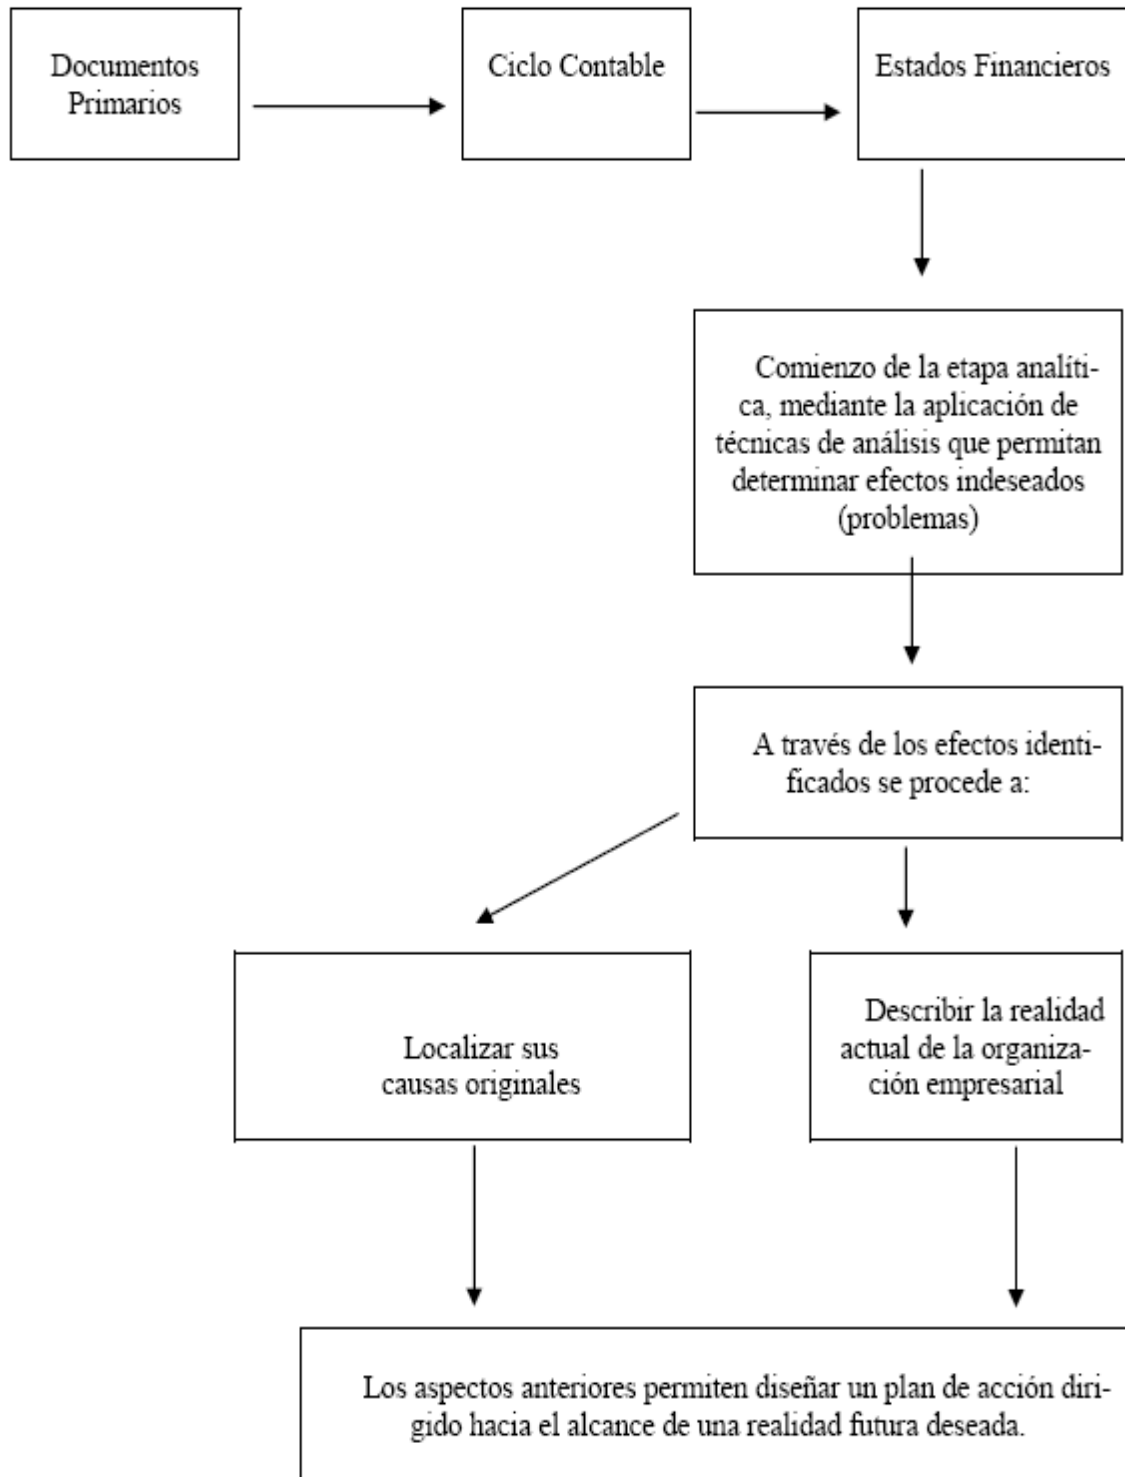 Documentos
Primarios
Ciclo Contable
Estados Financieros
Comienzo de la etapa analíti-
ca, mediante la aplicación de
técnicas de análisis que permitan
determinar efectos indeseados
(problemas)
A través de los efectos identi-
ficados se procede a:
Localizar sus
causas originales
Describir la realidad
actual de la organiza-
ción empresarial
Los aspectos anteriores permiten diseñar un plan de acción diri-
gido hacia el alcance de una realidad futura deseada.